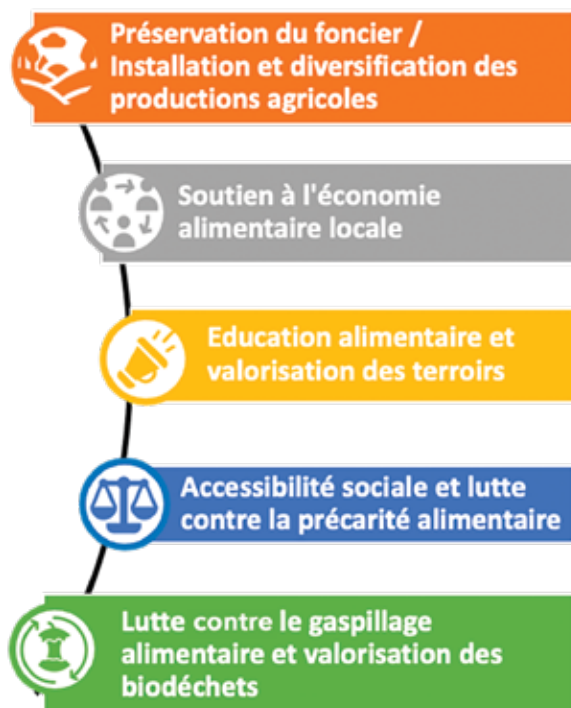 Préservation du foncier /
Installation et diversification des
productions agricoles
Soutien à l'économie
alimentaire locale
Education alimentaire et
valorisation des terroirs
Accessibilité sociale et lutte
contre la précarité alimentaire
Lutte contre le gaspillage
alimentaire et valorisation des
biodéchets